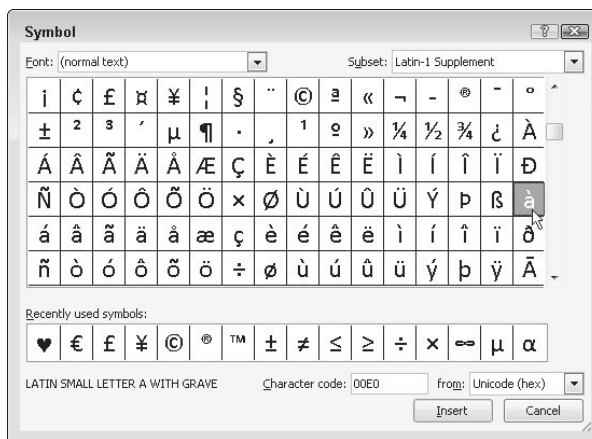 Symbol
Font: (normal text) Subset: Latin-1 Supplement
¡ ¢ £ ¤ ¥ ¦ § ¨ © ª « ¬ - ® ¯ °
± ² ³ ´ µ ¶ · ¸ ¹ º » ¼ ½ ¾ ¿ À
Á Â Ã Ä Å Æ Ç È É Ê Ë Ì Í Î Ï Ð
Ñ Ò Ó Ô Õ Ö × Ø Ù Ú Û Ü Ý Þ ß à
á â ã ä å æ ç è é ê ë ì í î ï ð
ñ ò ó ô õ ö ÷ ø ù ú û ü ý þ ÿ Ā
Recently used symbols:
♥ € £ ¥ © ® ™ ± ≠ ≤ ≥ ÷ × ∞ µ α
LATIN SMALL LETTER A WITH GRAVE Character code: 00E0 from: Unicode (hex)
Insert Cancel